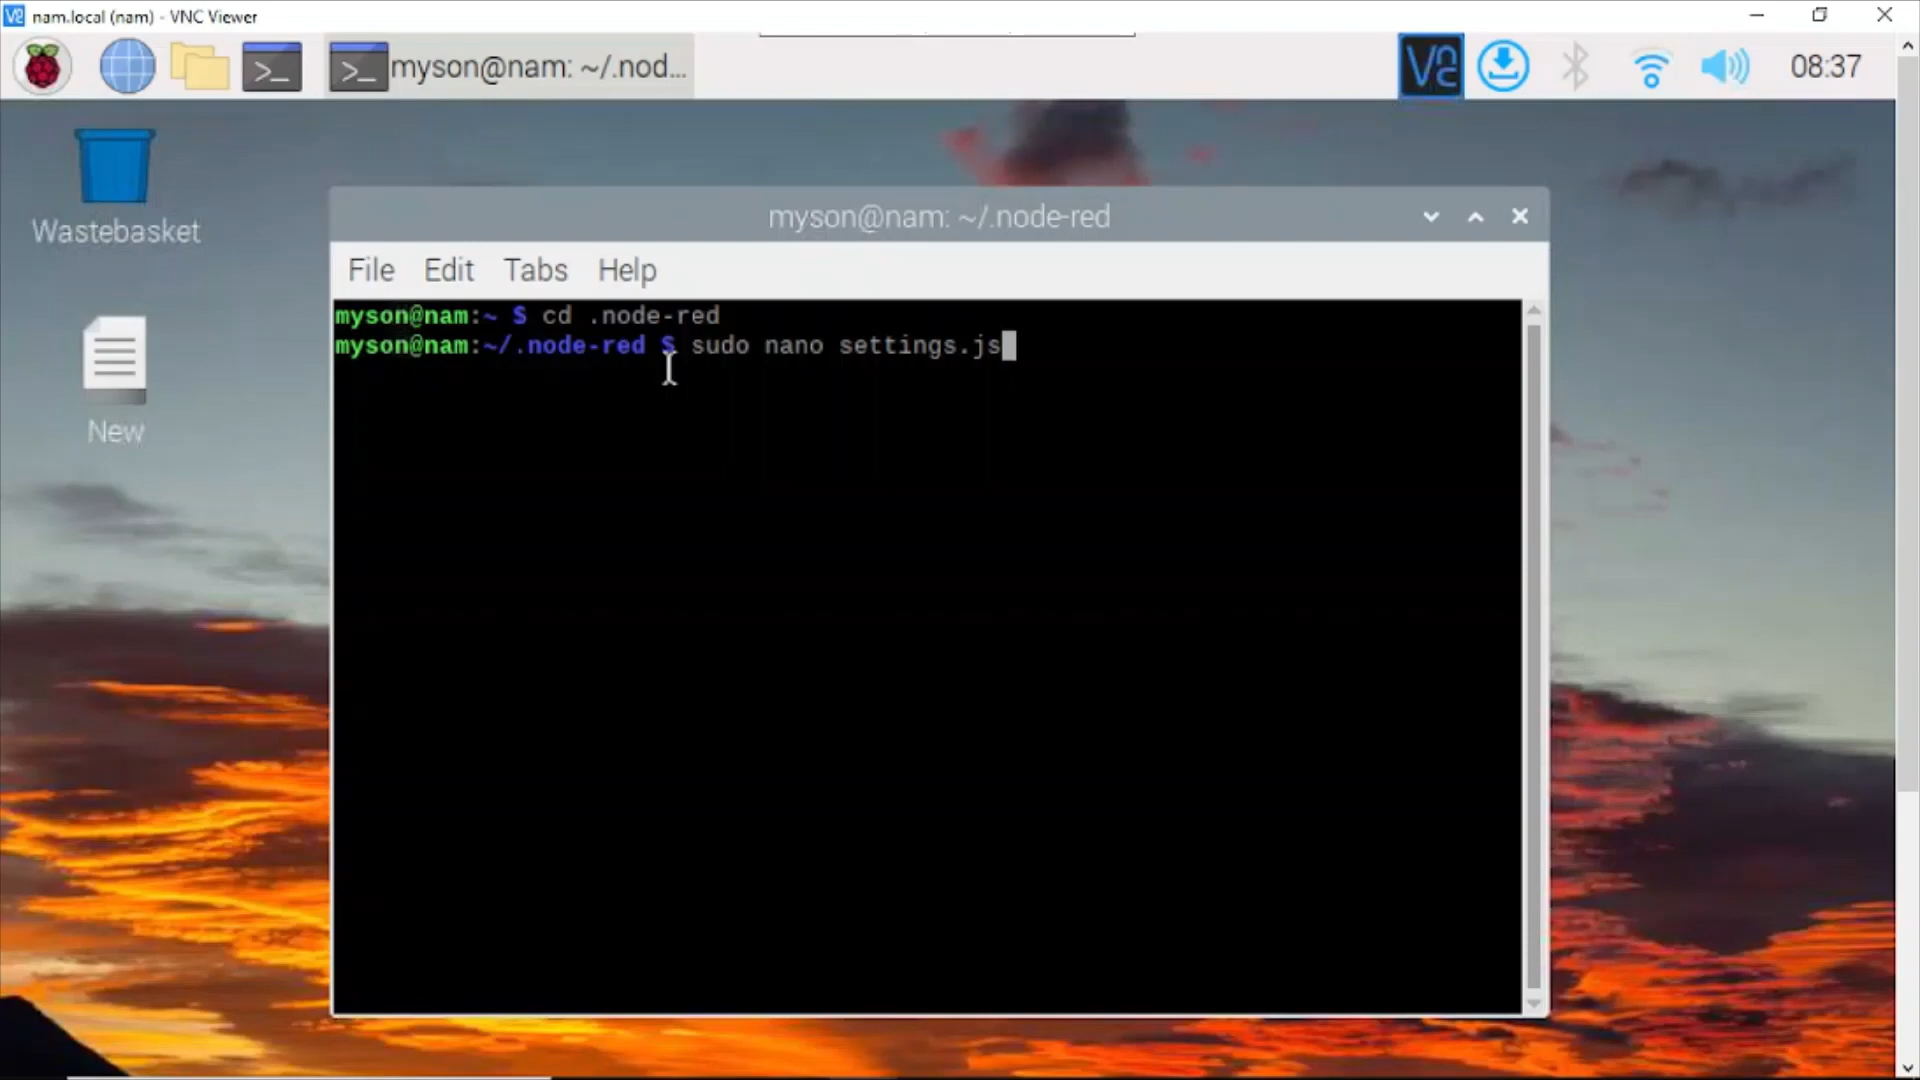 nam.local (nam) - VNC Viewer
myson@nam: ~/.nod...
08:37
Wastebasket
New
myson@nam: ~/.node-red
File Edit Tabs Help
myson@nam:~ $ cd .node-red
myson@nam:~/.node-red $ sudo nano settings.js